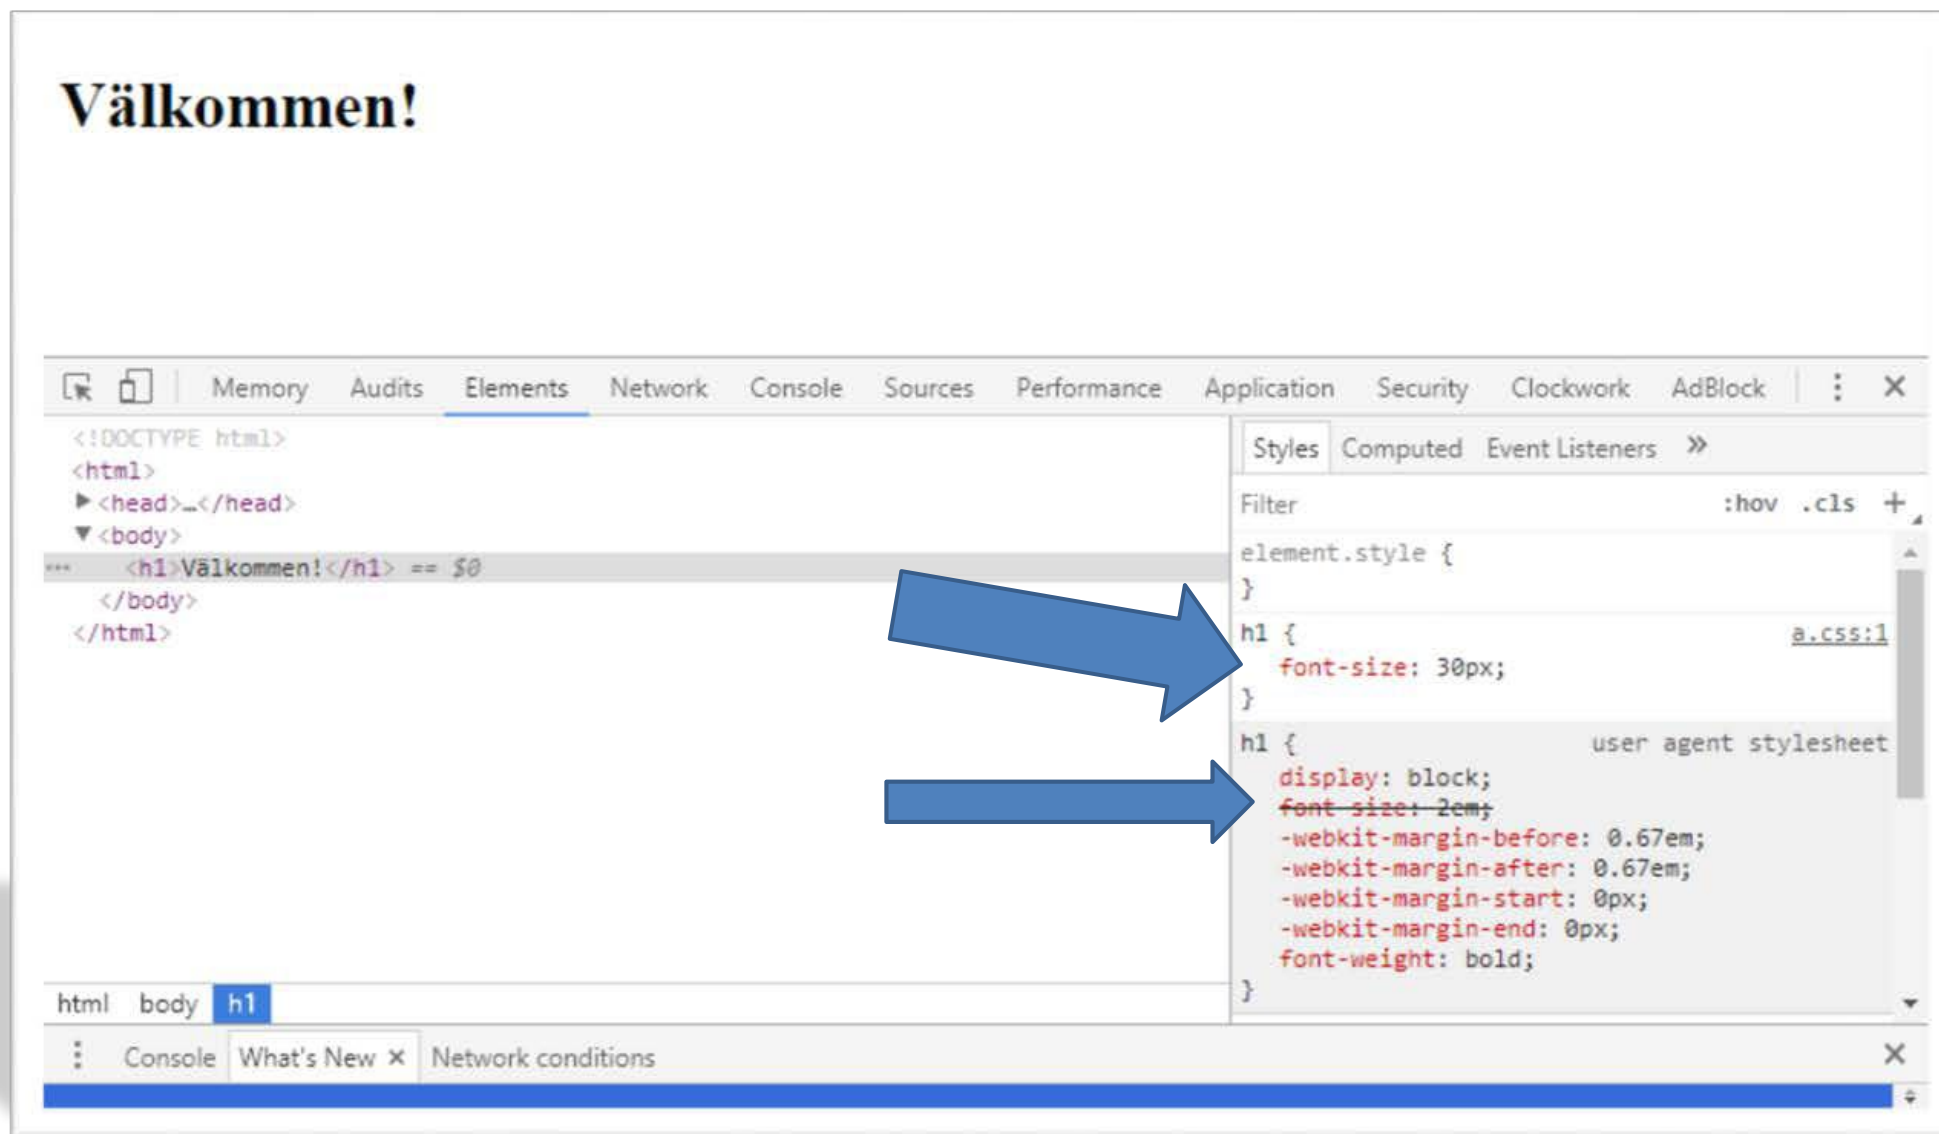 Välkommen!
Memory Audits Elements Network Console Sources Performance Application Security Clockwork AdBlock
<!DOCTYPE html>
<html>
<head>…</head>
<body>
<h1>Välkommen!</h1> == $0
</body>
</html>
html body h1
Styles Computed Event Listeners »
Filter :hov .cls +
element.style {
}
h1 { a.css:1
font-size: 30px;
}
h1 { user agent stylesheet
display: block;
font-size: 2em;
-webkit-margin-before: 0.67em;
-webkit-margin-after: 0.67em;
-webkit-margin-start: 0px;
-webkit-margin-end: 0px;
font-weight: bold;
}
Console What's New × Network conditions